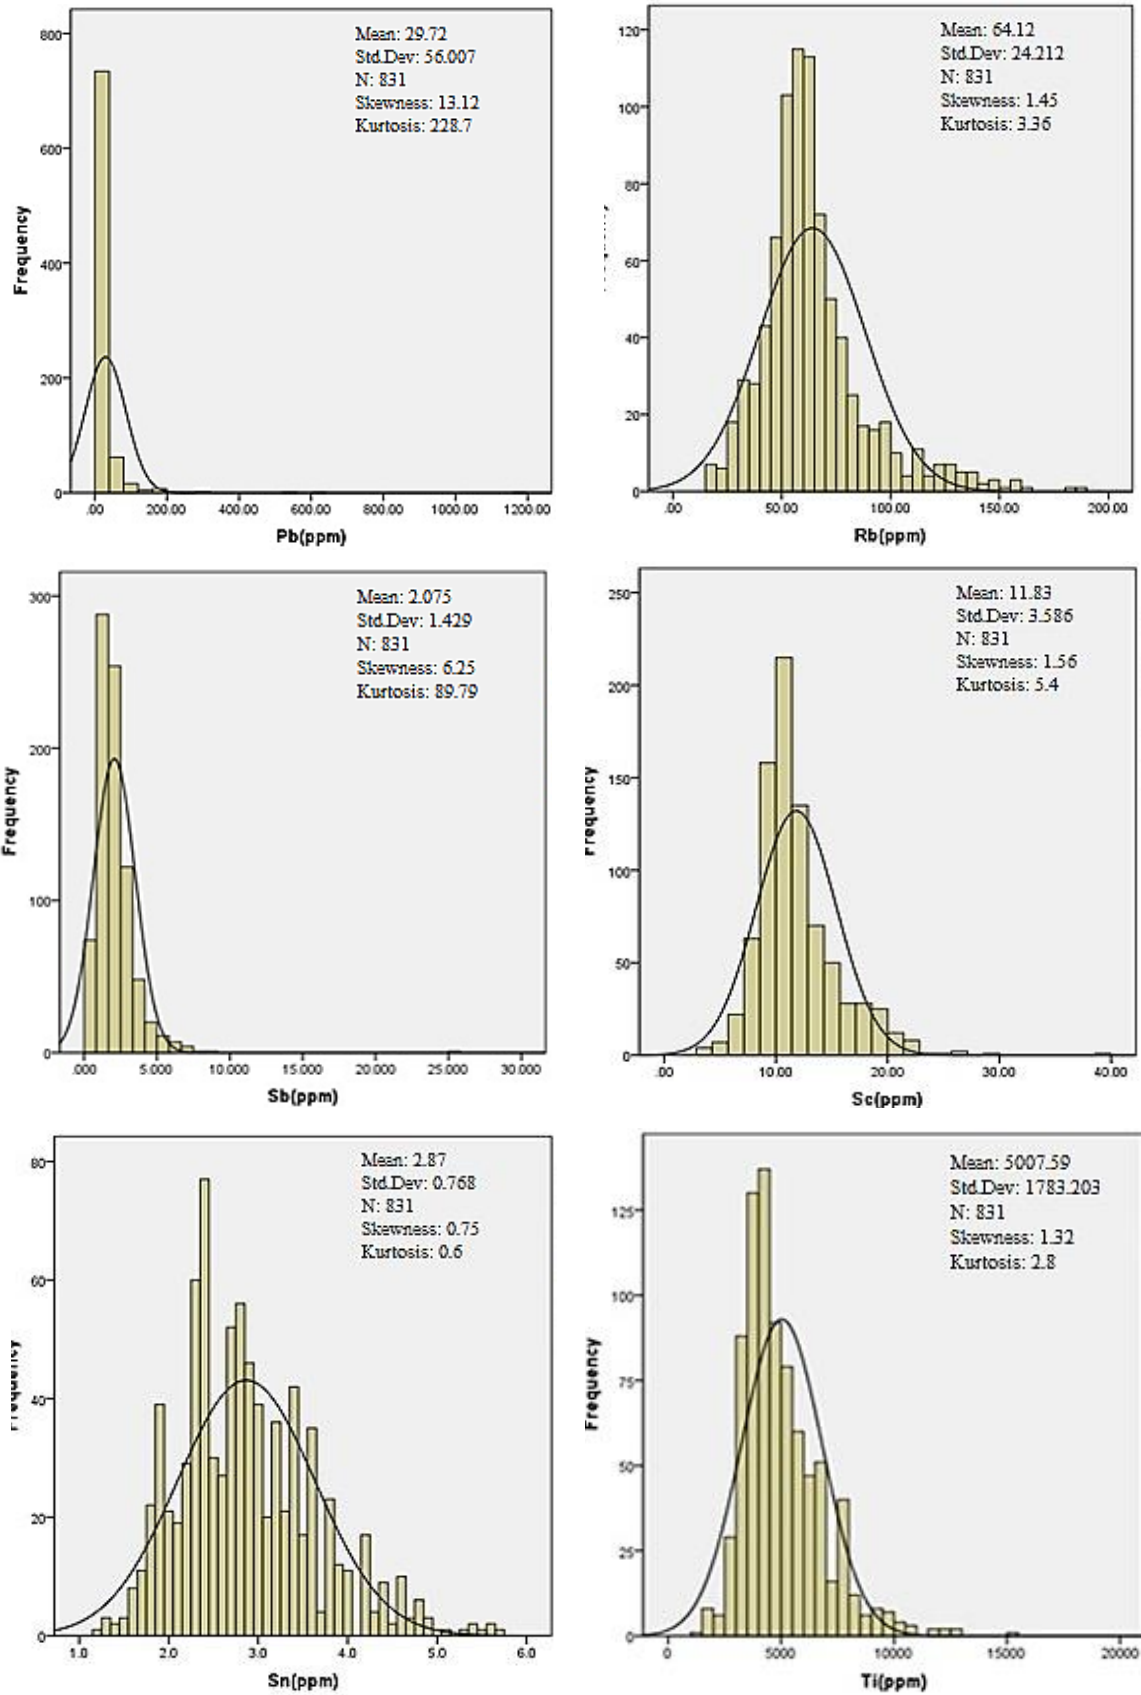 800
600
400
200
0
Frequency
Mean: 29.72
Std.Dev: 56.007
N: 831
Skewness: 13.12
Kurtosis: 228.7
.00 200.00 400.00 600.00 800.00 1000.00 1200.00
Pb(ppm)
120
100
80
60
40
20
0
Mean: 64.12
Std.Dev: 24.212
N: 831
Skewness: 1.45
Kurtosis: 3.36
.00 50.00 100.00 150.00 200.00
Rb(ppm)
300
200
100
0
Frequency
Mean: 2.075
Std.Dev: 1.429
N: 831
Skewness: 6.25
Kurtosis: 89.79
.000 5.000 10.000 15.000 20.000 25.000 30.000
Sb(ppm)
250
200
150
100
50
0
Frequency
Mean: 11.83
Std.Dev: 3.586
N: 831
Skewness: 1.56
Kurtosis: 5.4
.00 10.00 20.00 30.00 40.00
Sc(ppm)
80
60
40
20
0
Frequency
Mean: 2.87
Std.Dev: 0.768
N: 831
Skewness: 0.75
Kurtosis: 0.6
1.0 2.0 3.0 4.0 5.0 6.0
Sn(ppm)
125
100
75
50
25
0
Frequency
Mean: 5007.59
Std.Dev: 1783.203
N: 831
Skewness: 1.32
Kurtosis: 2.8
0 5000 10000 15000 20000
Ti(ppm)